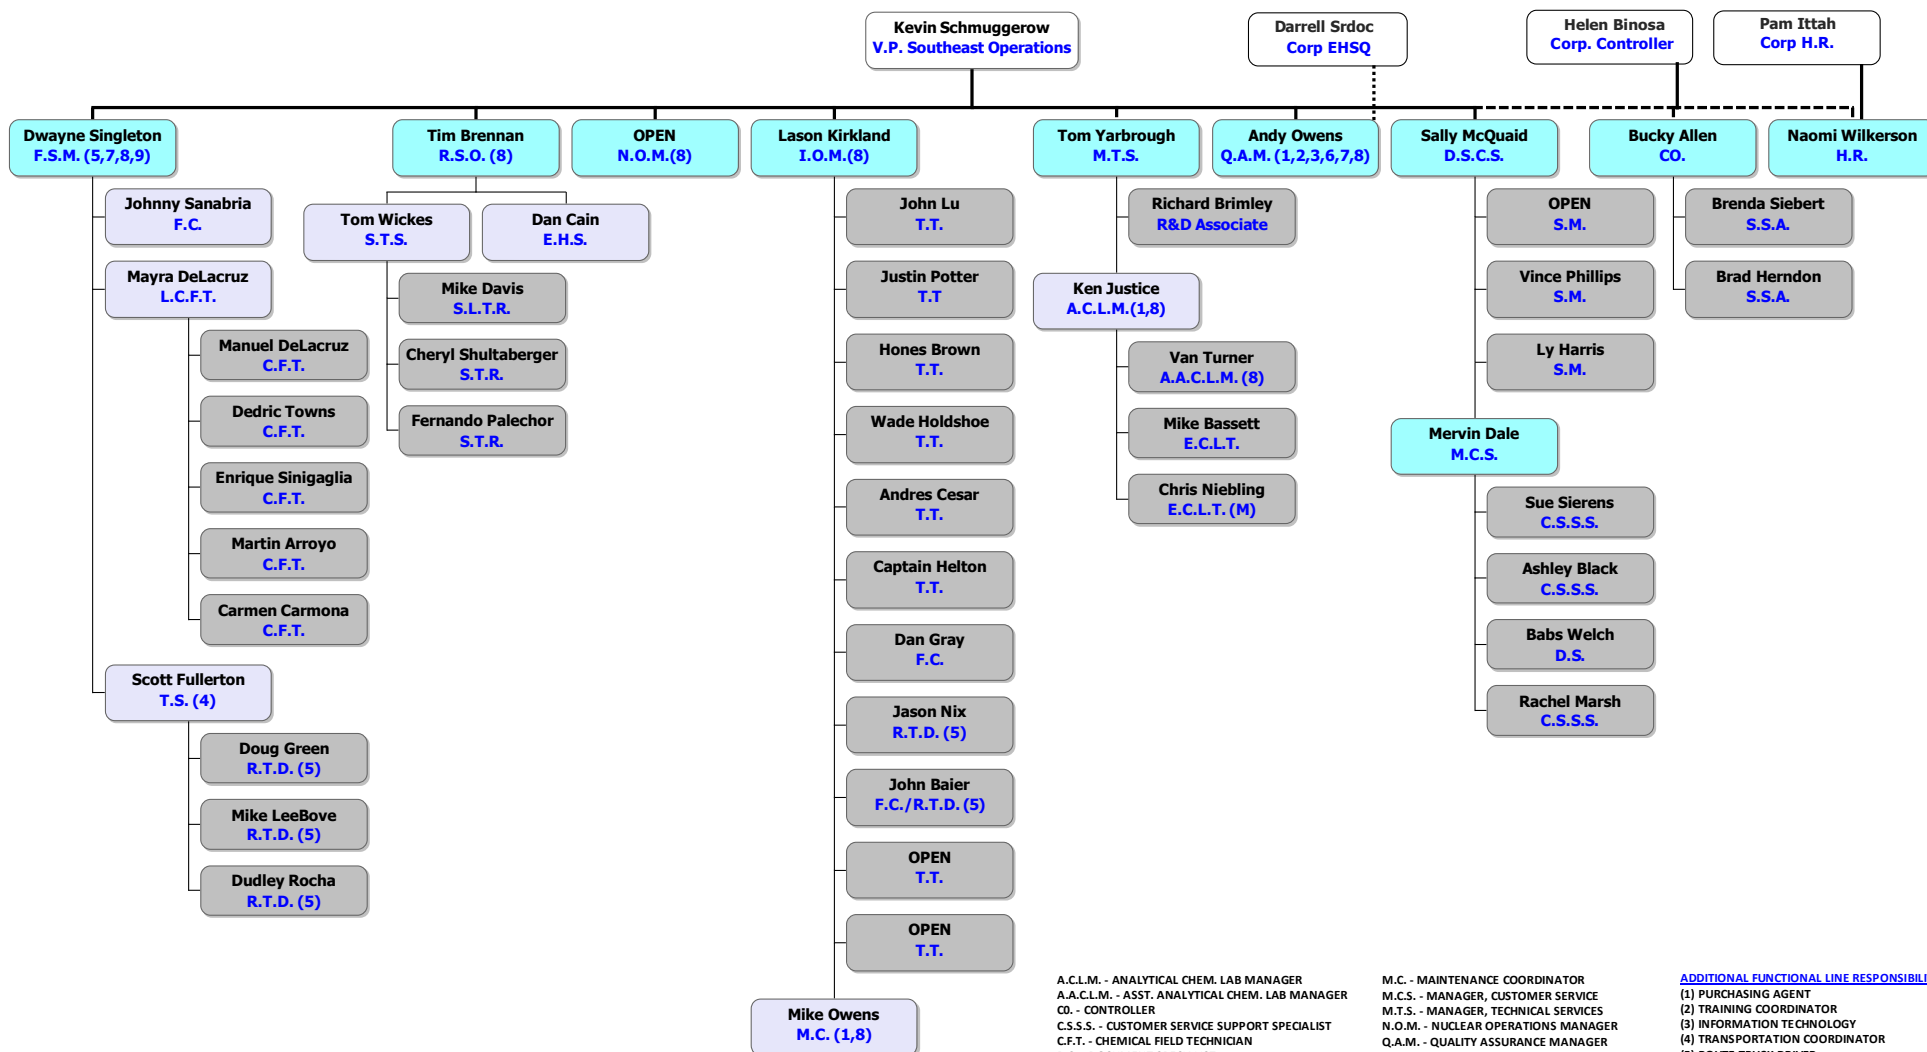 Kevin Schmuggerow
V.P. Southeast Operations
Darrell Srdoc
Corp EHSQ
Helen Binosa
Corp. Controller
Pam Ittah
Corp H.R.
Dwayne Singleton
F.S.M. (5,7,8,9)
Tim Brennan
R.S.O. (8)
OPEN
N.O.M.(8)
Lason Kirkland
I.O.M.(8)
Tom Yarbrough
M.T.S.
Andy Owens
Q.A.M. (1,2,3,6,7,8)
Sally McQuaid
D.S.C.S.
Bucky Allen
CO.
Naomi Wilkerson
H.R.
Johnny Sanabria
F.C.
Mayra DeLacruz
L.C.F.T.
Manuel DeLacruz
C.F.T.
Dedric Towns
C.F.T.
Enrique Sinigaglia
C.F.T.
Martin Arroyo
C.F.T.
Carmen Carmona
C.F.T.
Scott Fullerton
T.S. (4)
Doug Green
R.T.D. (5)
Mike LeeBove
R.T.D. (5)
Dudley Rocha
R.T.D. (5)
Tom Wickes
S.T.S.
Dan Cain
E.H.S.
Mike Davis
S.L.T.R.
Cheryl Shultaberger
S.T.R.
Fernando Palechor
S.T.R.
John Lu
T.T.
Justin Potter
T.T
Hones Brown
T.T.
Wade Holdshoe
T.T.
Andres Cesar
T.T.
Captain Helton
T.T.
Dan Gray
F.C.
Jason Nix
R.T.D. (5)
John Baier
F.C./R.T.D. (5)
OPEN
T.T.
OPEN
T.T.
Mike Owens
M.C. (1,8)
Richard Brimley
R&D Associate
Ken Justice
A.C.L.M.(1,8)
Van Turner
A.A.C.L.M. (8)
Mike Bassett
E.C.L.T.
Chris Niebling
E.C.L.T. (M)
OPEN
S.M.
Vince Phillips
S.M.
Ly Harris
S.M.
Mervin Dale
M.C.S.
Sue Sierens
C.S.S.S.
Ashley Black
C.S.S.S.
Babs Welch
D.S.
Rachel Marsh
C.S.S.S.
Brenda Siebert
S.S.A.
Brad Herndon
S.S.A.
A.C.L.M. - ANALYTICAL CHEM. LAB MANAGER
A.A.C.L.M. - ASST. ANALYTICAL CHEM. LAB MANAGER
C0. - CONTROLLER
C.S.S.S. - CUSTOMER SERVICE SUPPORT SPECIALIST
C.F.T. - CHEMICAL FIELD TECHNICIAN
M.C. - MAINTENANCE COORDINATOR
M.C.S. - MANAGER, CUSTOMER SERVICE
M.T.S. - MANAGER, TECHNICAL SERVICES
N.O.M. - NUCLEAR OPERATIONS MANAGER
Q.A.M. - QUALITY ASSURANCE MANAGER
ADDITIONAL FUNCTIONAL LINE RESPONSIBILI
(1) PURCHASING AGENT
(2) TRAINING COORDINATOR
(3) INFORMATION TECHNOLOGY
(4) TRANSPORTATION COORDINATOR